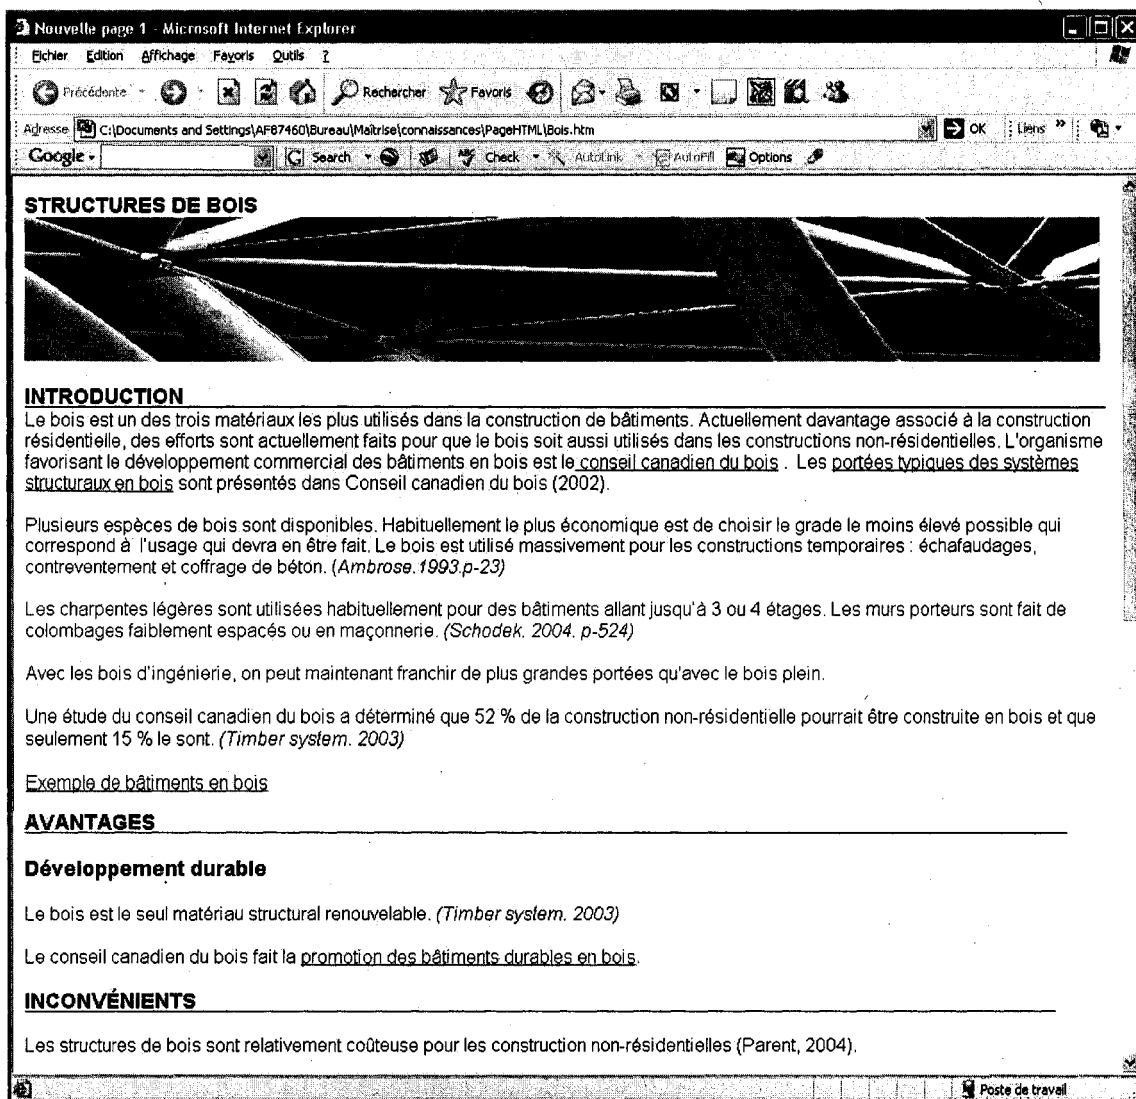 Nouvelle page 1 - Microsoft Internet Explorer
Fichier Edition Affichage Favoris Outils ?
Précédente Rechercher Favoris
Adresse C:\Documents and Settings\AF87460\Bureau\Maîtrise\connaissances\PageHTML\Bois.htm OK Liens »
Google Search Check AutoLink AutoFill Options
STRUCTURES DE BOIS
INTRODUCTION
Le bois est un des trois matériaux les plus utilisés dans la construction de bâtiments. Actuellement davantage associé à la construction
résidentielle, des efforts sont actuellement faits pour que le bois soit aussi utilisés dans les constructions non-résidentielles. L'organisme
favorisant le développement commercial des bâtiments en bois est le conseil canadien du bois . Les portées typiques des systèmes
structuraux en bois sont présentés dans Conseil canadien du bois (2002).
Plusieurs espèces de bois sont disponibles. Habituellement le plus économique est de choisir le grade le moins élevé possible qui
correspond à l'usage qui devra en être fait. Le bois est utilisé massivement pour les constructions temporaires : échafaudages,
contreventement et coffrage de béton. (Ambrose. 1993.p-23)
Les charpentes légères sont utilisées habituellement pour des bâtiments allant jusqu'à 3 ou 4 étages. Les murs porteurs sont fait de
colombages faiblement espacés ou en maçonnerie. (Schodek. 2004. p-524)
Avec les bois d'ingénierie, on peut maintenant franchir de plus grandes portées qu'avec le bois plein.
Une étude du conseil canadien du bois a déterminé que 52 % de la construction non-résidentielle pourrait être construite en bois et que
seulement 15 % le sont. (Timber system. 2003)
Exemple de bâtiments en bois
AVANTAGES
Développement durable
Le bois est le seul matériau structural renouvelable. (Timber system. 2003)
Le conseil canadien du bois fait la promotion des bâtiments durables en bois.
INCONVÉNIENTS
Les structures de bois sont relativement coûteuse pour les construction non-résidentielles (Parent, 2004).
Poste de travail